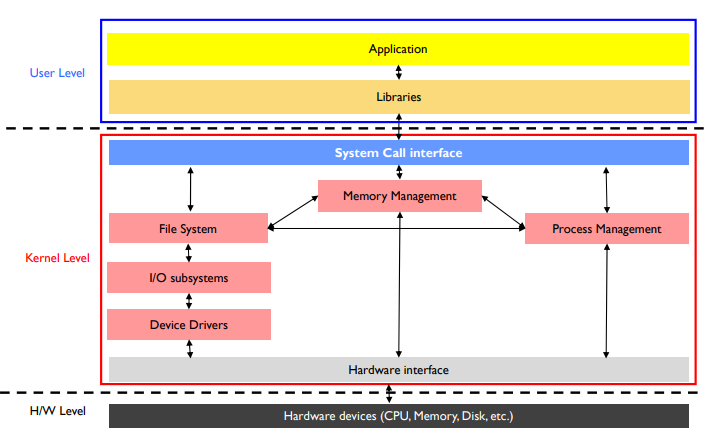 Application
User Level
Libraries
System Call interface
Memory Management
File System
Process Management
Kernel Level
I/O subsystems
Device Drivers
Hardware interface
H/W Level
Hardware devices (CPU, Memory, Disk, etc.)